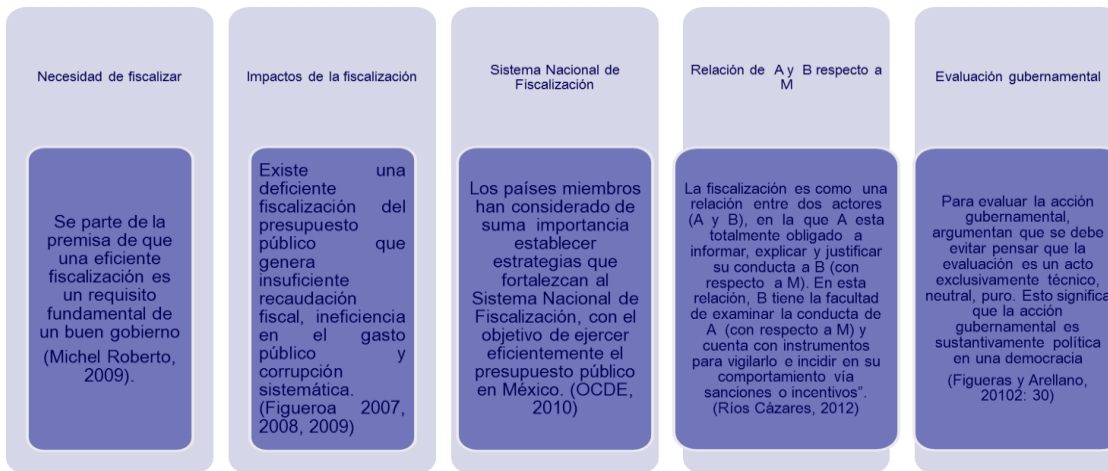 Necesidad de fiscalizar
Se parte de la
premisa de que
una eficiente
fiscalización es
un requisito
fundamental de
un buen gobierno
(Michel Roberto,
2009).
Impactos de la fiscalización
Existe una
deficiente
fiscalización del
presupuesto
público que
genera
insuficiente
recaudación
fiscal, ineficiencia
en el gasto
público y
corrupción
sistemática.
(Figueroa 2007,
2008, 2009)
Sistema Nacional de
Fiscalización
Los países miembros
han considerado de
suma importancia
establecer
estrategias que
fortalezcan al
Sistema Nacional de
Fiscalización, con el
objetivo de ejercer
eficientemente el
presupuesto público
en México. (OCDE,
2010)
Relación de A y B respecto a
M
La fiscalización es como una
relación entre dos actores
(A y B), en la que A esta
totalmente obligado a
informar, explicar y justificar
su conducta a B (con
respecto a M). En esta
relación, B tiene la facultad
de examinar la conducta de
A (con respecto a M) y
cuenta con instrumentos
para vigilarlo e incidir en su
comportamiento vía
sanciones o incentivos".
(Ríos Cázares, 2012)
Evaluación gubernamental
Para evaluar la acción
gubernamental,
argumentan que se debe
evitar pensar que la
evaluación es un acto
exclusivamente técnico,
neutral, puro. Esto significa
que la acción
gubernamental es
sustantivamente política
en una democracia
(Figueras y Arellano,
20102: 30)